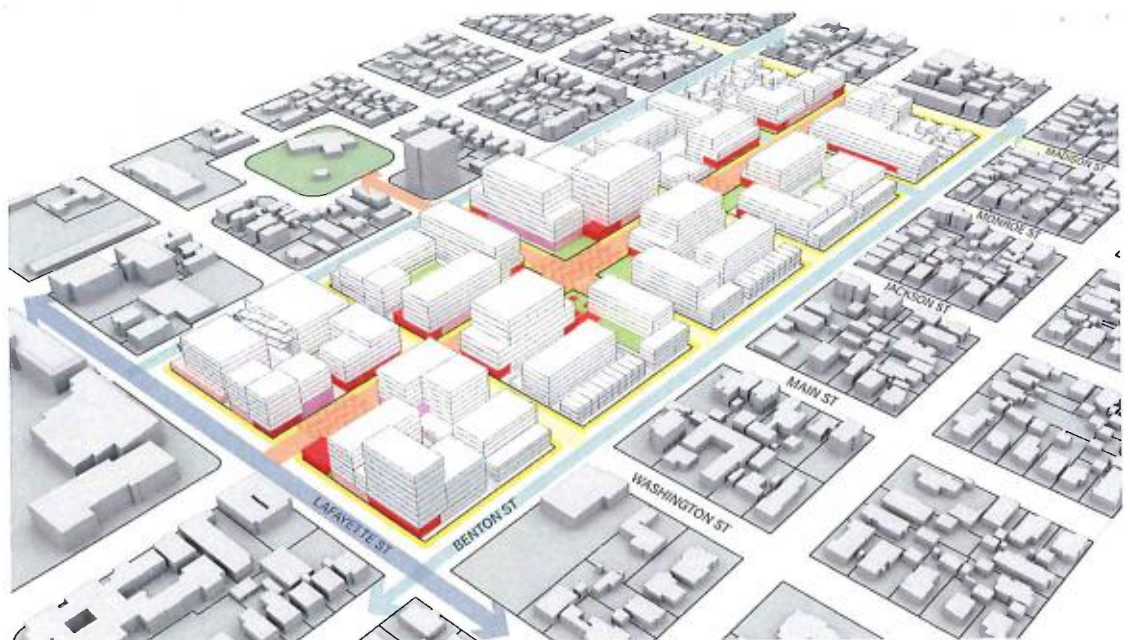 MADISON ST
MONROE ST
JACKSON ST
MAIN ST
WASHINGTON ST
LAFAYETTE ST
BENTON ST